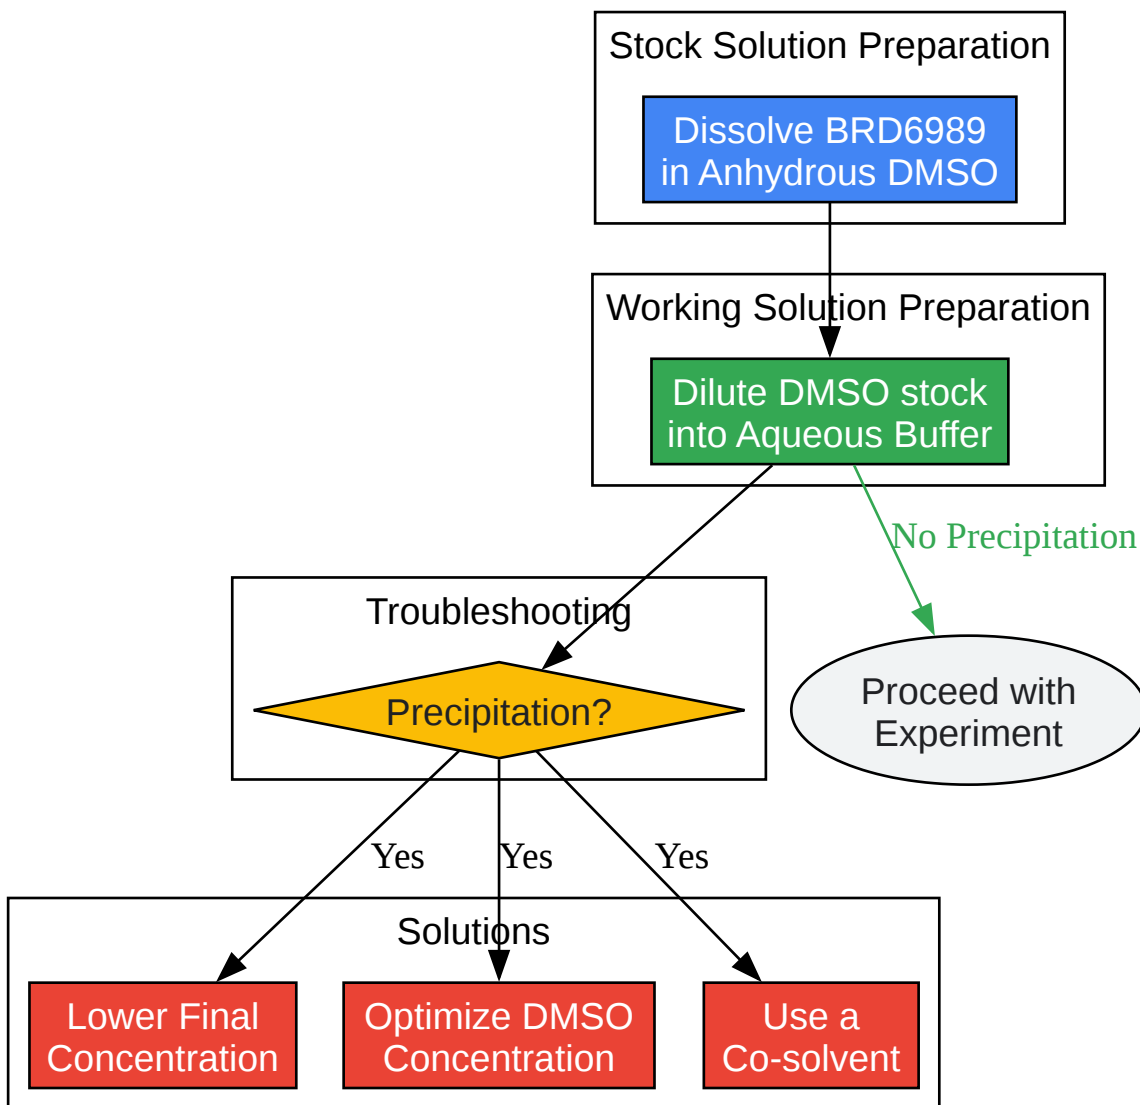 Stock Solution Preparation
Dissolve BRD6989
in Anhydrous DMSO
Working Solution Preparation
Dilute DMSO stock
into Aqueous Buffer
No Precipitation
Troubleshooting
Precipitation?
Proceed with
Experiment
Yes
Yes
Yes
Solutions
Lower Final
Concentration
Optimize DMSO
Concentration
Use a
Co-solvent